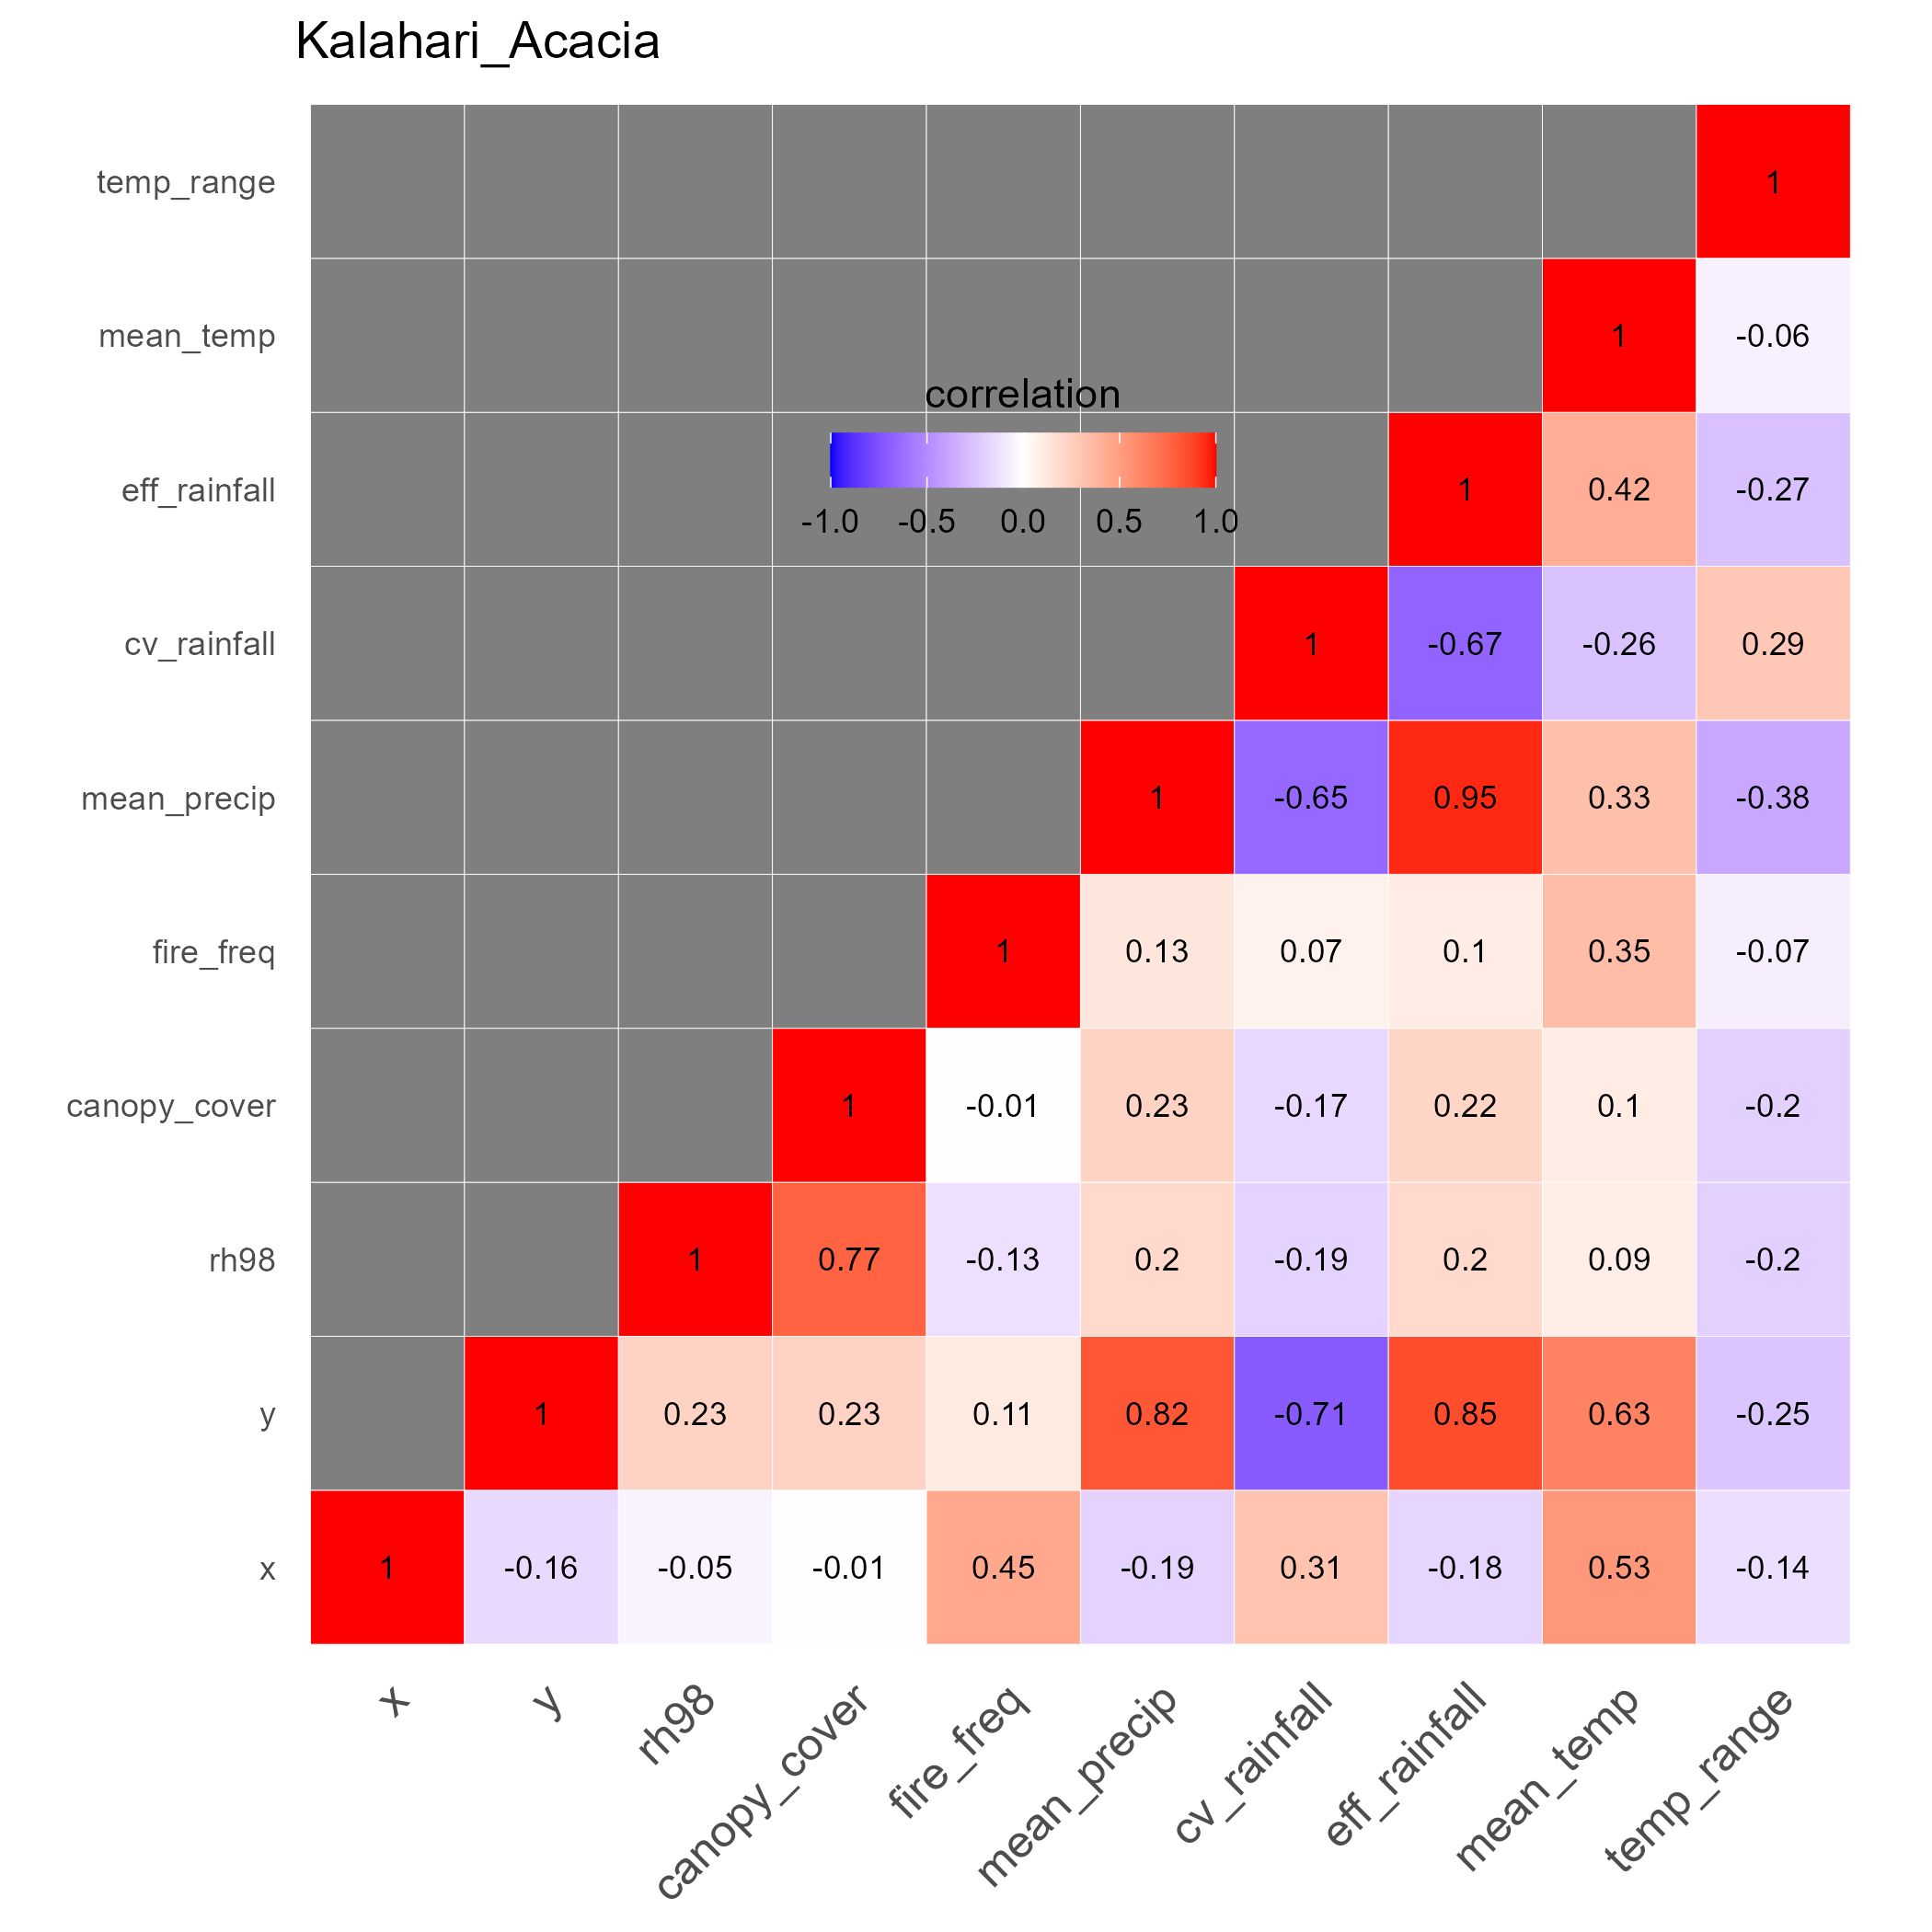 Kalahari_Acacia
temp_range 1
mean_temp 1 -0.06
correlation
-1.0 -0.5 0.0 0.5 1.0
eff_rainfall 1 0.42 -0.27
cv_rainfall 1 -0.67 -0.26 0.29
mean_precip 1 -0.65 0.95 0.33 -0.38
fire_freq 1 0.13 0.07 0.1 0.35 -0.07
canopy_cover 1 -0.01 0.23 -0.17 0.22 0.1 -0.2
rh98 1 0.77 -0.13 0.2 -0.19 0.2 0.09 -0.2
y 1 0.23 0.23 0.11 0.82 -0.71 0.85 0.63 -0.25
x 1 -0.16 -0.05 -0.01 0.45 -0.19 0.31 -0.18 0.53 -0.14
x y rh98 canopy_cover fire_freq mean_precip cv_rainfall eff_rainfall mean_temp temp_range